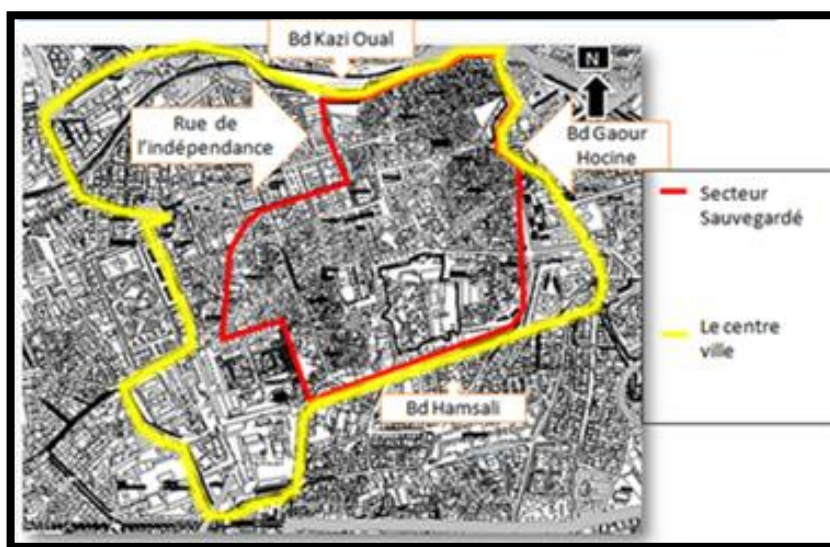 Bd Kazi Oual
N
Rue de
l'indépendance
Bd Gaour
Hocine
Secteur
Sauvegardé
Le centre
ville
Bd Hamsali